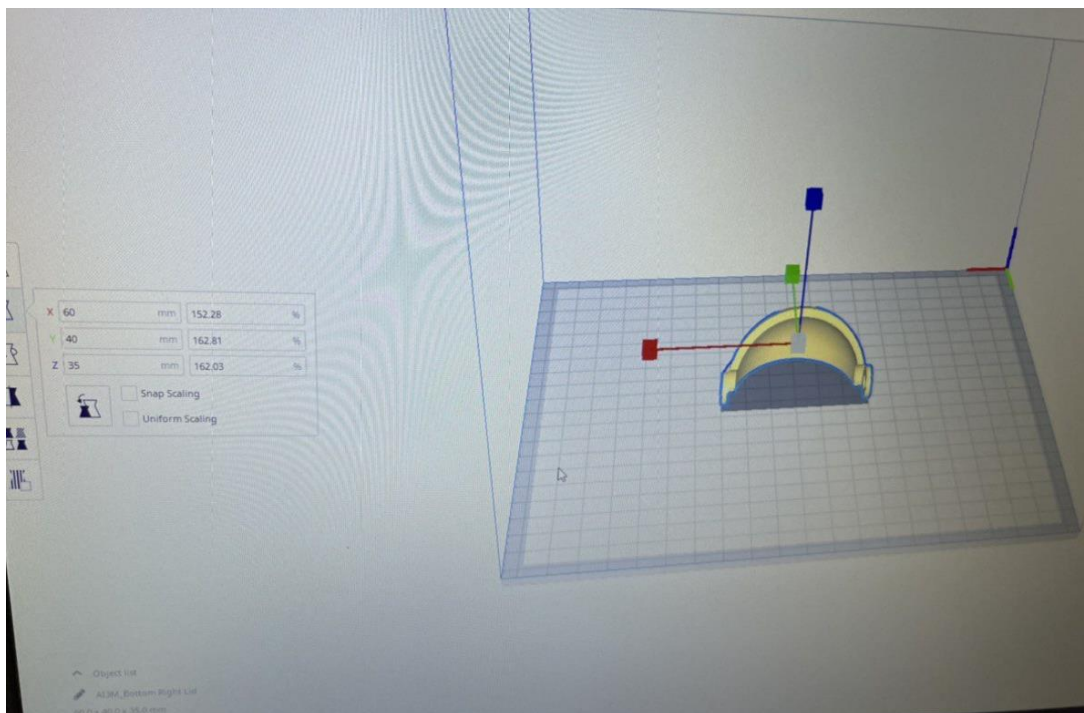 X 60 mm 152.28 %
Y 40 mm 162.81 %
Z 35 mm 162.03 %
Snap Scaling
Uniform Scaling
Object list